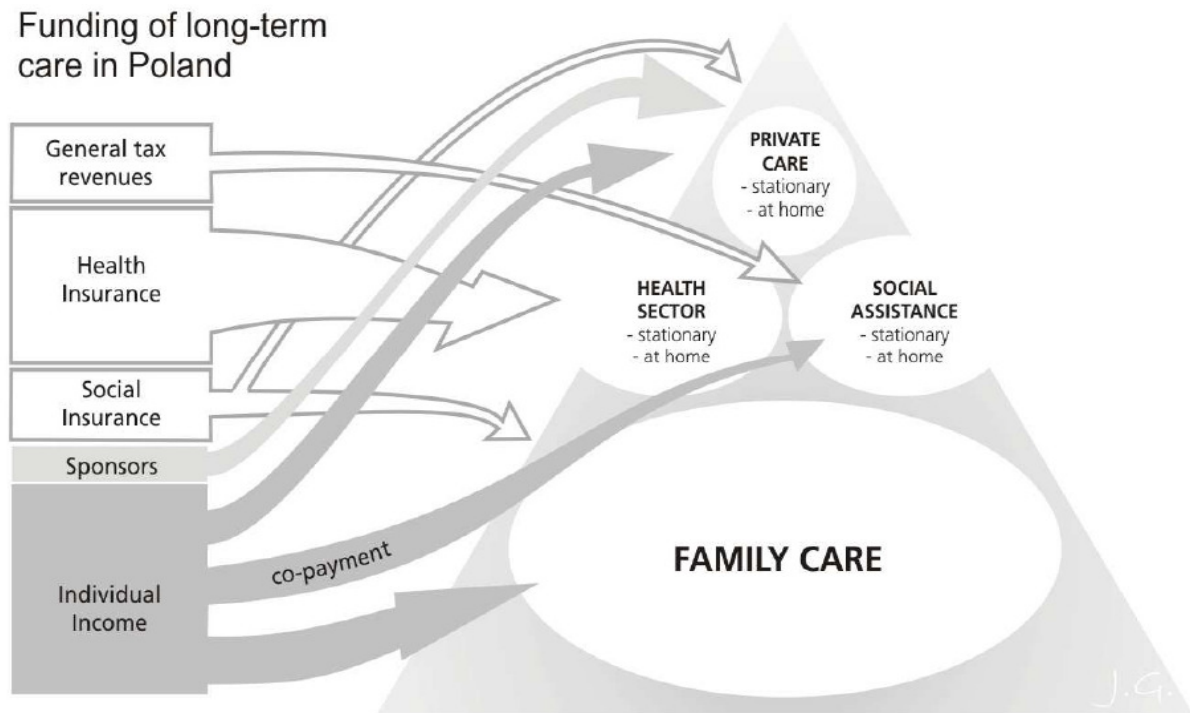 Funding of long-term
care in Poland
General tax
revenues
Health
Insurance
Social
Insurance
Sponsors
Individual
Income
co-payment
PRIVATE
CARE
- stationary
- at home
HEALTH
SECTOR
- stationary
- at home
SOCIAL
ASSISTANCE
- stationary
- at home
FAMILY CARE
J.G.